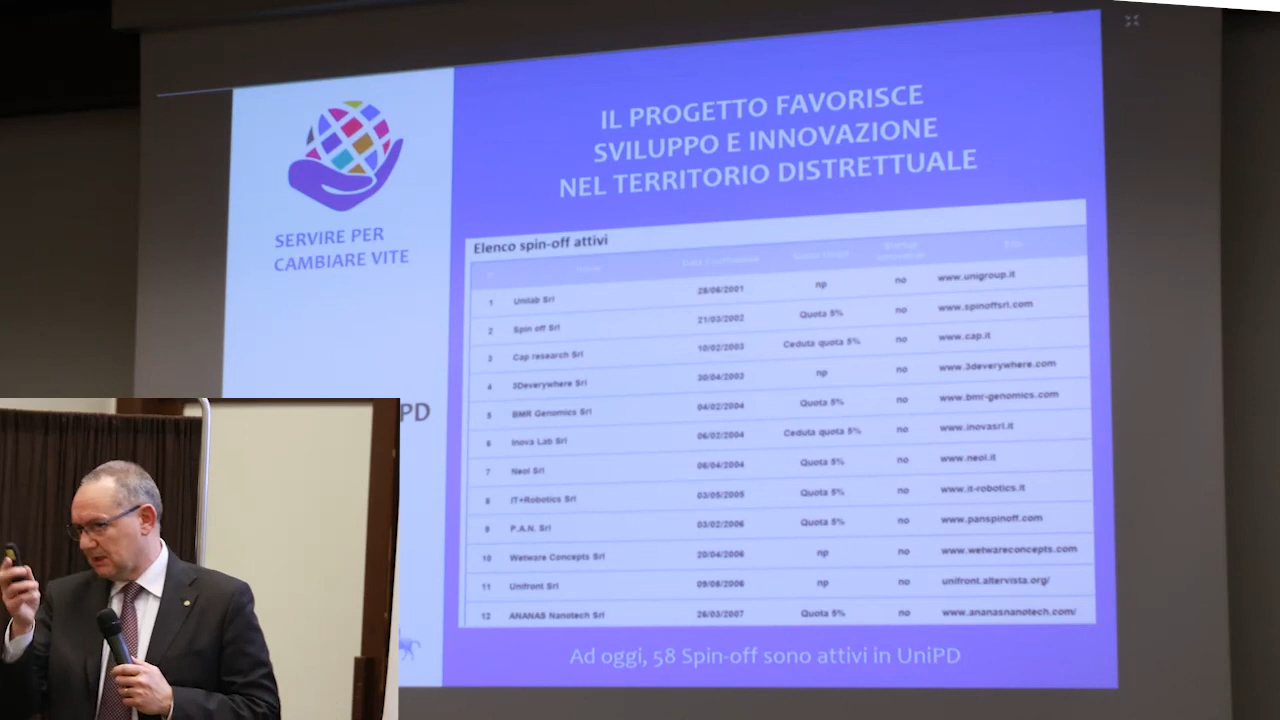 IL PROGETTO FAVORISCE
SVILUPPO E INNOVAZIONE
NEL TERRITORIO DISTRETTUALE
SERVIRE PER
CAMBIARE VITE
PD
Elenco spin-off attivi
1 Unilab Srl 28/06/2001 np no www.unigroup.it
2 Spin off Srl 21/03/2002 Quota 5% no www.spinoffsrl.com
3 Cap research Srl 10/02/2003 Ceduta quota 5% no www.cap.it
4 3Deverywhere Srl 30/04/2003 np no www.3deverywhere.com
5 BMR Genomics Srl 04/02/2004 Quota 5% no www.bmr-genomics.com
6 Inova Lab Srl 06/02/2004 Ceduta quota 5% no www.inovasrl.it
7 Neol Srl 06/04/2004 Quota 5% no www.neol.it
8 IT+Robotics Srl 03/05/2005 Quota 5% no www.it-robotics.it
9 P.A.N. Srl 03/02/2006 Quota 5% no www.panspinoff.com
10 Wetware Concepts Srl 20/04/2006 np no www.wetwareconcepts.com
11 Unifront Srl 09/08/2006 np no unifront.altervista.org/
12 ANANAS Nanotech Srl 26/03/2007 Quota 5% no www.ananasnanotech.com/
Ad oggi, 58 Spin-off sono attivi in UniPD